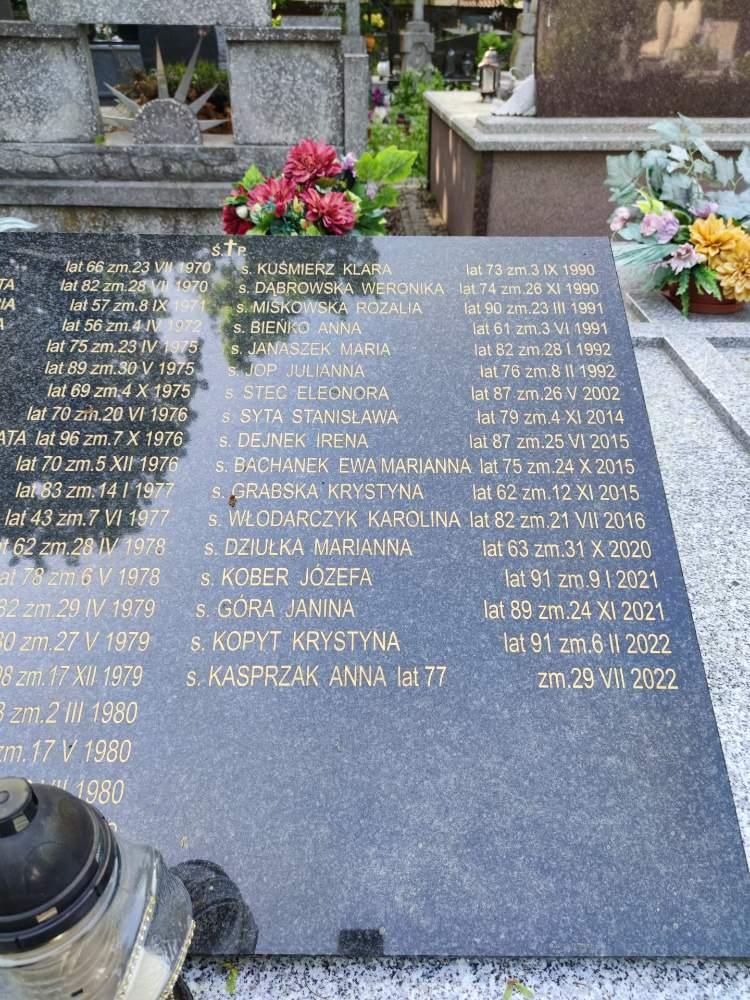 Ś.✝P.
lat 66 zm.23 VII 1970 s. KUŚMIERZ KLARA lat 73 zm.3 IX 1990
lat 82 zm.28 VII 1970 s. DĄBROWSKA WERONIKA lat 74 zm.26 XI 1990
lat 57 zm.8 IX 1971 s. MISKOWSKA ROZALIA lat 90 zm.23 III 1991
lat 56 zm.4 IV 1972 s. BIEŃKO ANNA lat 61 zm.3 VI 1991
lat 75 zm.23 IV 1975 s. JANASZEK MARIA lat 82 zm.28 I 1992
lat 89 zm.30 V 1975 s. JOP JULIANNA lat 76 zm.8 II 1992
lat 69 zm.4 X 1975 s. STEC ELEONORA lat 87 zm.26 V 2002
lat 70 zm.20 VI 1976 s. SYTA STANISŁAWA lat 79 zm.4 XI 2014
ATA lat 96 zm.7 X 1976 s. DEJNEK IRENA lat 87 zm.25 VI 2015
lat 70 zm.5 XII 1976 s. BACHANEK EWA MARIANNA lat 75 zm.24 X 2015
lat 83 zm.14 I 1977 s. GRABSKA KRYSTYNA lat 62 zm.12 XI 2015
lat 43 zm.7 VI 1977 s. WŁODARCZYK KAROLINA lat 82 zm.21 VII 2016
lat 62 zm.28 IV 1978 s. DZIUŁKA MARIANNA lat 63 zm.31 X 2020
lat 78 zm.6 V 1978 s. KOBER JÓZEFA lat 91 zm.9 I 2021
82 zm.29 IV 1979 s. GÓRA JANINA lat 89 zm.24 XI 2021
80 zm.27 V 1979 s. KOPYT KRYSTYNA lat 91 zm.6 II 2022
98 zm.17 XII 1979 s. KASPRZAK ANNA lat 77 zm.29 VII 2022
zm.2 III 1980
zm.17 V 1980
VII 1980